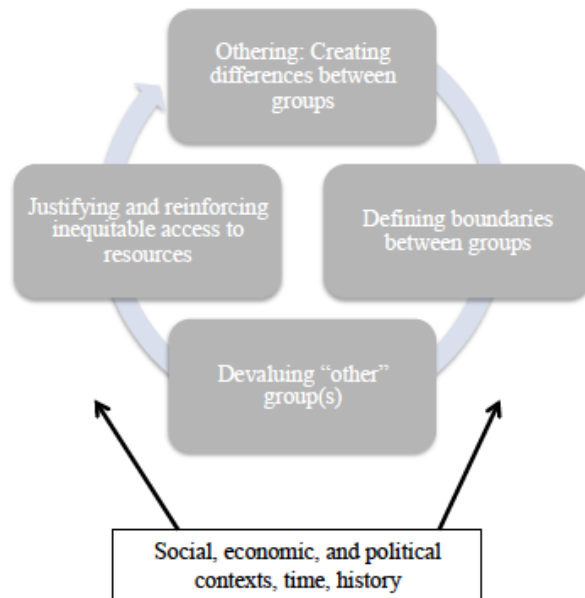 Othering: Creating
differences between
groups
Justifying and reinforcing
inequitable access to
resources
Defining boundaries
between groups
Devaluing “other”
group(s)
Social, economic, and political
contexts, time, history